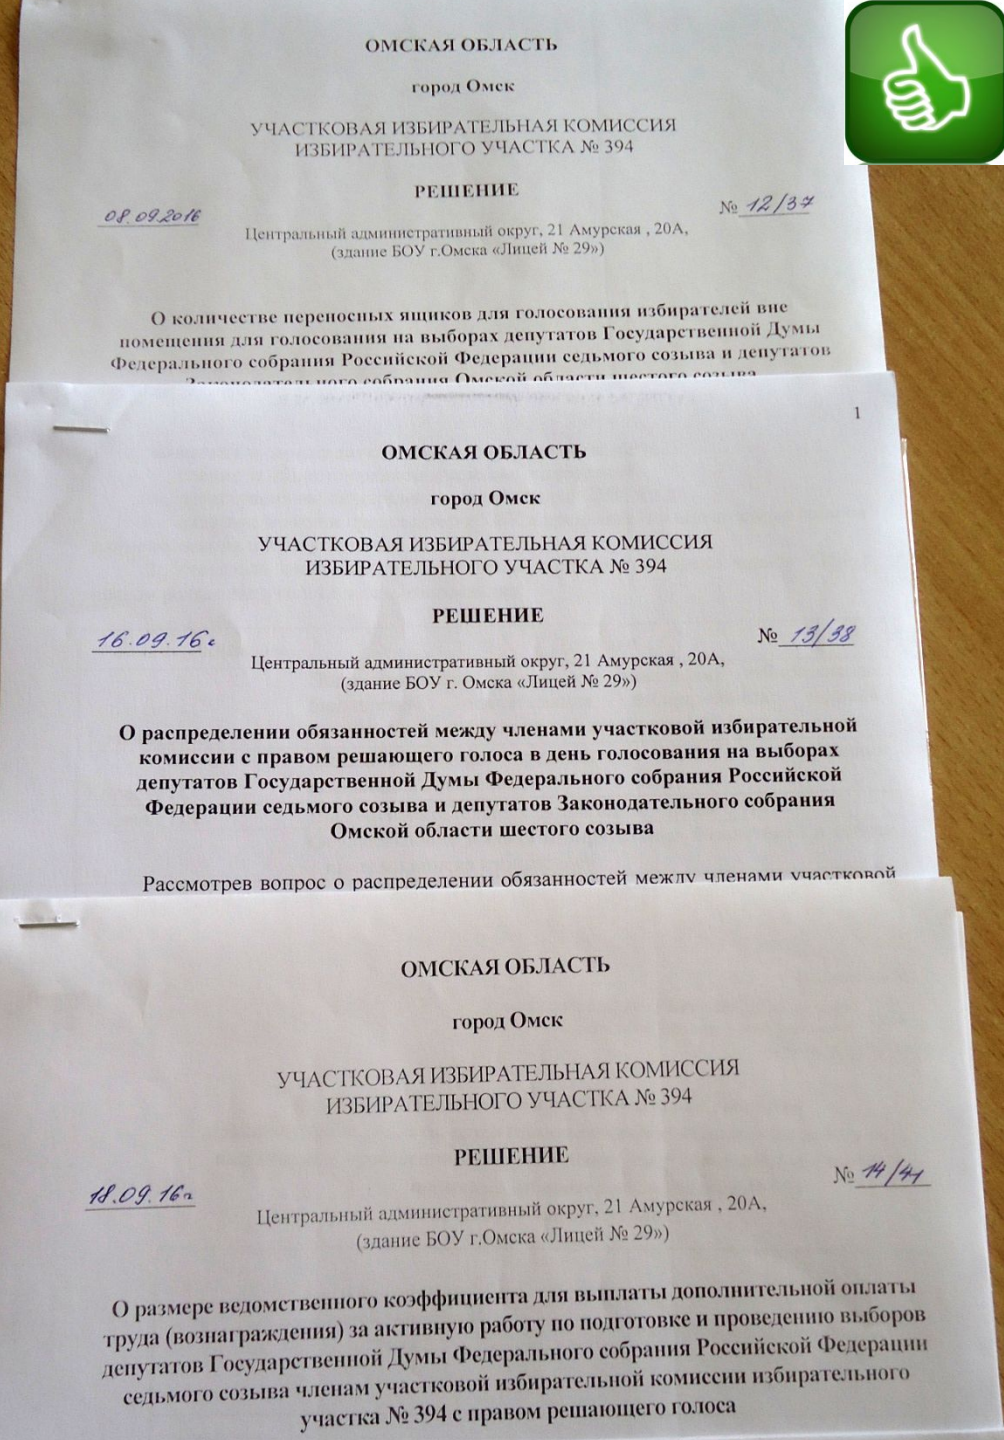 ОМСКАЯ ОБЛАСТЬ
город Омск
УЧАСТКОВАЯ ИЗБИРАТЕЛЬНАЯ КОМИССИЯ
ИЗБИРАТЕЛЬНОГО УЧАСТКА № 394
РЕШЕНИЕ
08.09.2016 № 12/37
Центральный административный округ, 21 Амурская , 20А,
(здание БОУ г.Омска «Лицей № 29»)
О количестве переносных ящиков для голосования избирателей вне
помещения для голосования на выборах депутатов Государственной Думы
Федерального собрания Российской Федерации седьмого созыва и депутатов
Законодательного собрания Омской области шестого созыва
1
ОМСКАЯ ОБЛАСТЬ
город Омск
УЧАСТКОВАЯ ИЗБИРАТЕЛЬНАЯ КОМИССИЯ
ИЗБИРАТЕЛЬНОГО УЧАСТКА № 394
РЕШЕНИЕ
16.09.16г № 13/38
Центральный административный округ, 21 Амурская , 20А,
(здание БОУ г. Омска «Лицей № 29»)
О распределении обязанностей между членами участковой избирательной
комиссии с правом решающего голоса в день голосования на выборах
депутатов Государственной Думы Федерального собрания Российской
Федерации седьмого созыва и депутатов Законодательного собрания
Омской области шестого созыва
Рассмотрев вопрос о распределении обязанностей между членами участковой
ОМСКАЯ ОБЛАСТЬ
город Омск
УЧАСТКОВАЯ ИЗБИРАТЕЛЬНАЯ КОМИССИЯ
ИЗБИРАТЕЛЬНОГО УЧАСТКА № 394
РЕШЕНИЕ
18.09.16г № 14/41
Центральный административный округ, 21 Амурская , 20А,
(здание БОУ г.Омска «Лицей № 29»)
О размере ведомственного коэффициента для выплаты дополнительной оплаты
труда (вознаграждения) за активную работу по подготовке и проведению выборов
депутатов Государственной Думы Федерального собрания Российской Федерации
седьмого созыва членам участковой избирательной комиссии избирательного
участка № 394 с правом решающего голоса